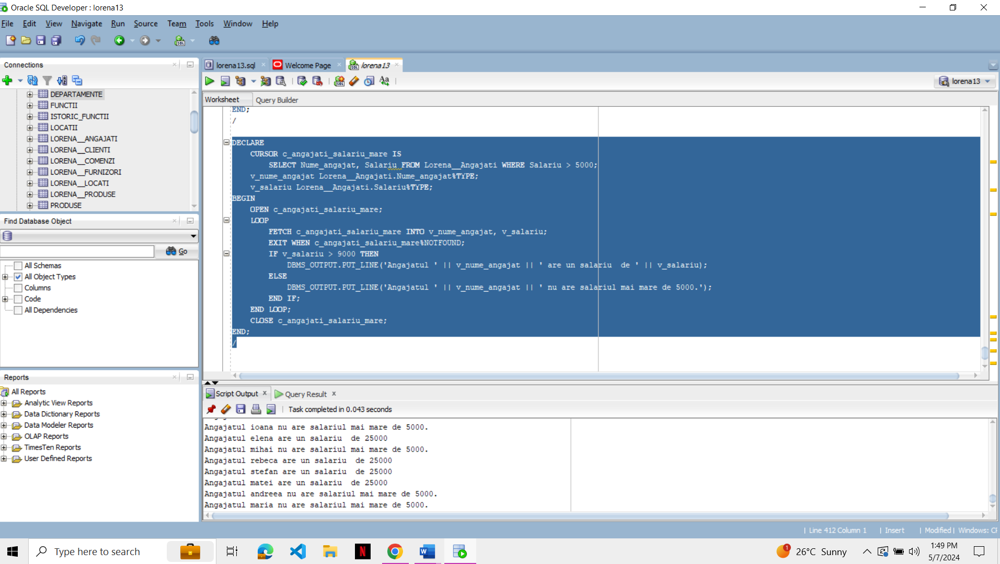 Oracle SQL Developer : lorena13
File Edit View Navigate Run Source Team Tools Window Help
Connections
DEPARTAMENTE
FUNCTII
ISTORIC_FUNCTII
LOCATII
LORENA__ANGAJATI
LORENA__CLIENTI
LORENA__COMENZI
LORENA__FURNIZORI
LORENA__LOCATI
LORENA__PRODUSE
PRODUSE
Find Database Object
Go
All Schemas
All Object Types
Columns
Code
All Dependencies
Reports
All Reports
Analytic View Reports
Data Dictionary Reports
Data Modeler Reports
OLAP Reports
TimesTen Reports
User Defined Reports
lorena13.sql Welcome Page lorena13
lorena13
Worksheet Query Builder
END;
/
DECLARE
CURSOR c_angajati_salariu_mare IS
SELECT Nume_angajat, Salariu FROM Lorena__Angajati WHERE Salariu > 5000;
v_nume_angajat Lorena__Angajati.Nume_angajat%TYPE;
v_salariu Lorena__Angajati.Salariu%TYPE;
BEGIN
OPEN c_angajati_salariu_mare;
LOOP
FETCH c_angajati_salariu_mare INTO v_nume_angajat, v_salariu;
EXIT WHEN c_angajati_salariu_mare%NOTFOUND;
IF v_salariu > 9000 THEN
DBMS_OUTPUT.PUT_LINE('Angajatul ' || v_nume_angajat || ' are un salariu  de ' || v_salariu);
ELSE
DBMS_OUTPUT.PUT_LINE('Angajatul ' || v_nume_angajat || ' nu are salariul mai mare de 5000.');
END IF;
END LOOP;
CLOSE c_angajati_salariu_mare;
END;
/
Script Output Query Result
Task completed in 0.043 seconds
Angajatul ioana nu are salariul mai mare de 5000.
Angajatul elena are un salariu  de 25000
Angajatul mihai nu are salariul mai mare de 5000.
Angajatul rebeca are un salariu  de 25000
Angajatul stefan are un salariu  de 25000
Angajatul matei are un salariu  de 25000
Angajatul andreea nu are salariul mai mare de 5000.
Angajatul maria nu are salariul mai mare de 5000.
| Line 412 Column 1 | Insert | Modified | Windows: CF
Type here to search
1
26°C Sunny
1:49 PM
5/7/2024